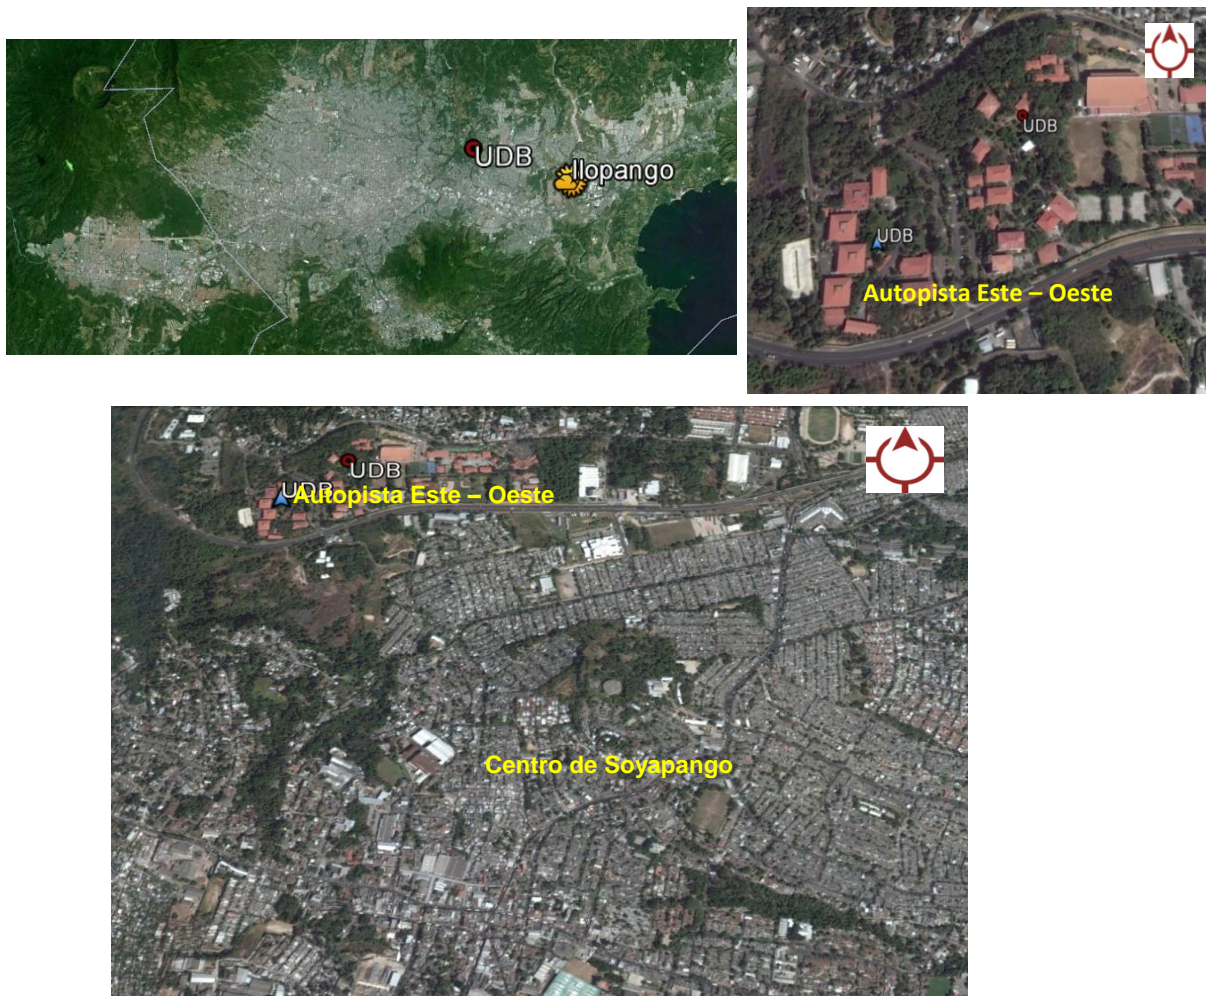 UDB
Ilopango
UDB
UDB
Autopista Este – Oeste
UDB
UDB
Autopista Este – Oeste
Centro de Soyapango